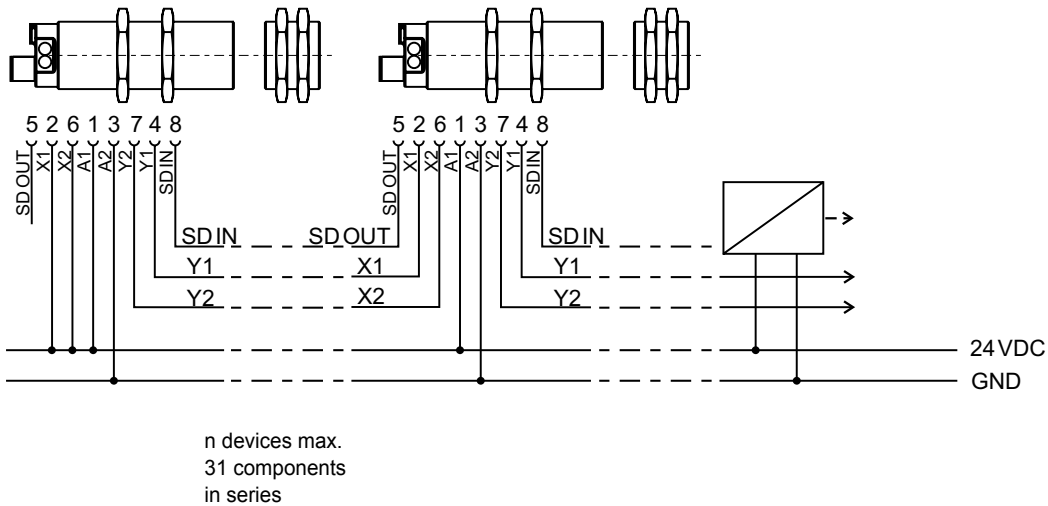 5 2 6 1 3 7 4 8
5 2 6 1 3 7 4 8
SD OUT
X1
X2
A1
A2
Y2
Y1
SD IN
SD OUT
X1
X2
A1
A2
Y2
Y1
SD IN
SD IN
SD OUT
SD IN
Y1
X1
Y1
Y2
X2
Y2
24 VDC
GND
n devices max.
31 components
in series